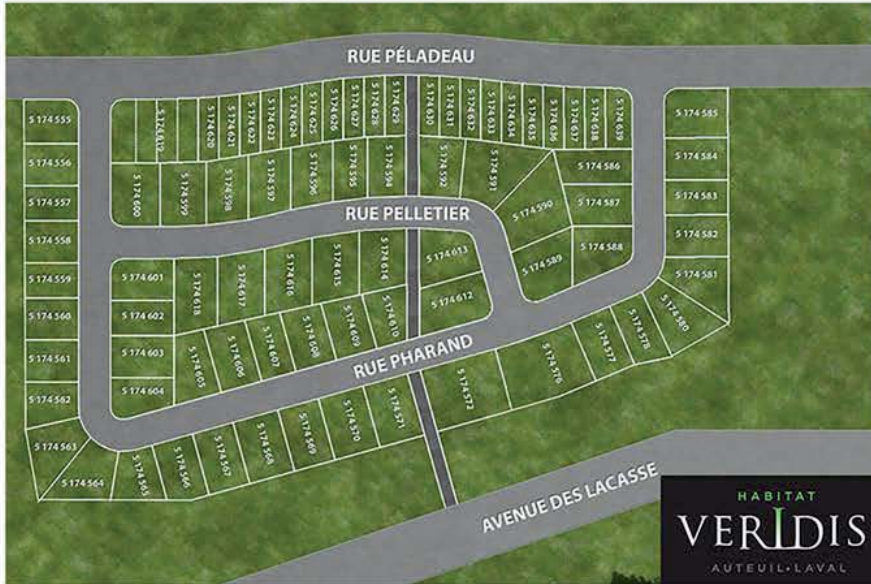 RUE PÉLADEAU
5 174 555
5 174 556
5 174 557
5 174 558
5 174 559
5 174 560
5 174 561
5 174 562
5 174 563
5 174 564
5 174 619
5 174 620
5 174 621
5 174 622
5 174 623
5 174 624
5 174 625
5 174 626
5 174 627
5 174 628
5 174 629
5 174 630
5 174 631
5 174 632
5 174 633
5 174 634
5 174 635
5 174 636
5 174 637
5 174 638
5 174 639
5 174 585
5 174 584
5 174 583
5 174 582
5 174 581
5 174 600
5 174 599
5 174 598
5 174 597
5 174 596
5 174 595
5 174 594
5 174 592
5 174 591
5 174 590
5 174 586
5 174 587
5 174 588
5 174 589
RUE PELLETIER
5 174 601
5 174 602
5 174 603
5 174 604
5 174 618
5 174 617
5 174 616
5 174 615
5 174 614
5 174 613
5 174 612
5 174 605
5 174 606
5 174 607
5 174 608
5 174 609
5 174 610
RUE PHARAND
5 174 565
5 174 566
5 174 567
5 174 568
5 174 569
5 174 570
5 174 571
5 174 572
5 174 576
5 174 577
5 174 578
5 174 580
AVENUE DES LACASSE
HABITAT
VERIDIS
AUTEUIL•LAVAL